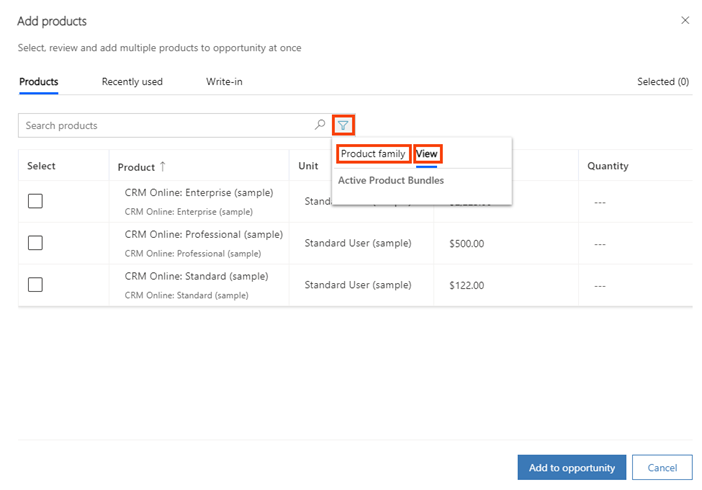 Add products
Select, review and add multiple products to opportunity at once
Products Recently used Write-in Selected (0)
Search products
Product family View
Active Product Bundles
Select Product ↑ Unit Quantity
CRM Online: Enterprise (sample)
CRM Online: Enterprise (sample)
---
CRM Online: Professional (sample)
CRM Online: Professional (sample)
Standard User (sample) $500.00 ---
CRM Online: Standard (sample)
CRM Online: Standard (sample)
Standard User (sample) $122.00 ---
Add to opportunity Cancel